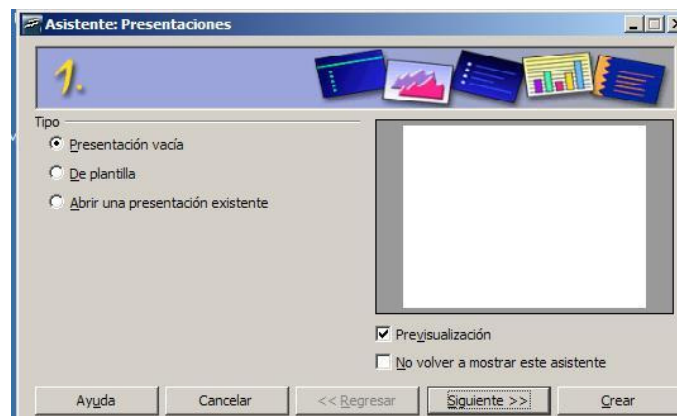 Asistente: Presentaciones
1.
Tipo
Presentación vacía
De plantilla
Abrir una presentación existente
Previsualización
No volver a mostrar este asistente
Ayuda Cancelar << Regresar Siguiente >> Crear